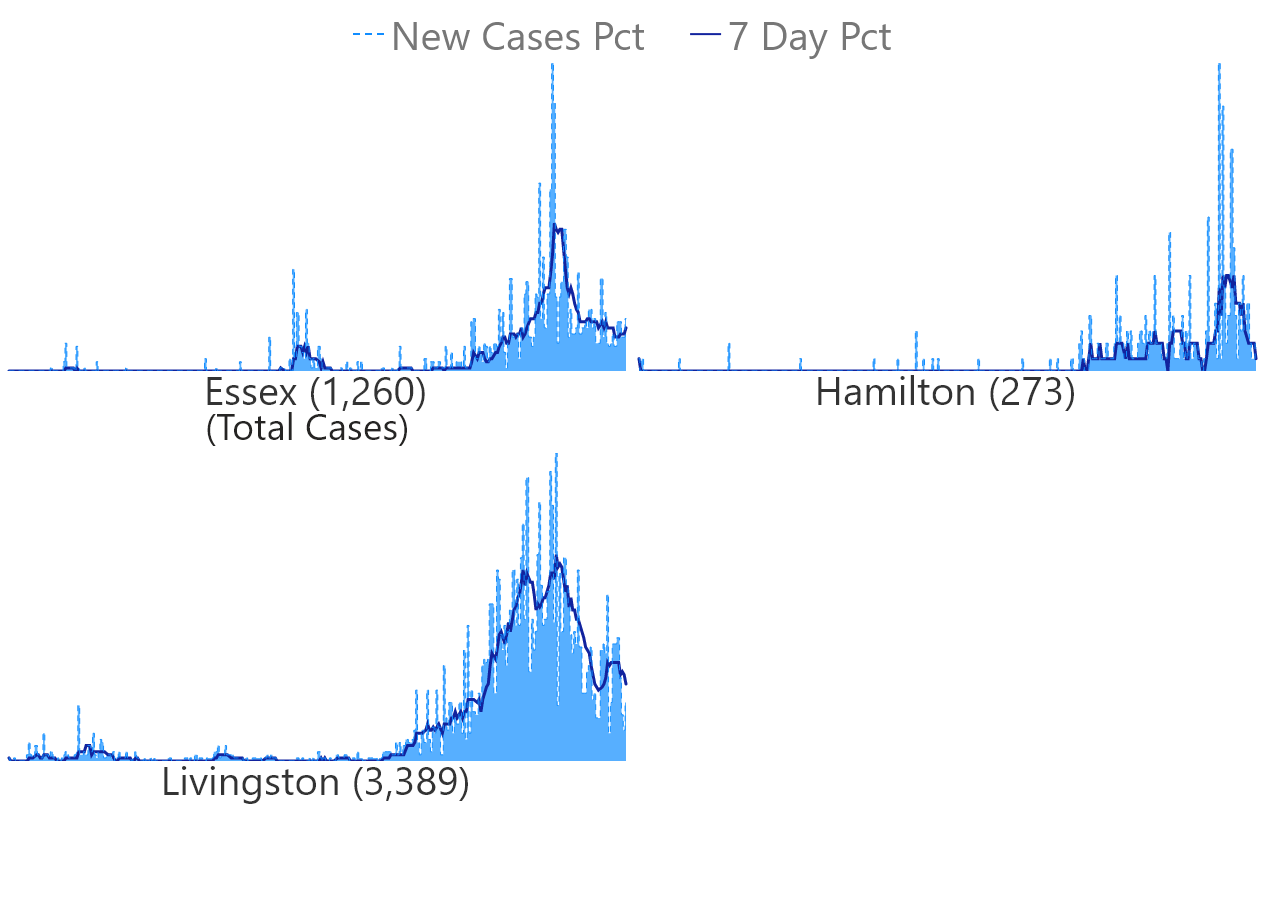 New Cases Pct 7 Day Pct
Essex (1,260) Hamilton (273)
(Total Cases)
Livingston (3,389)